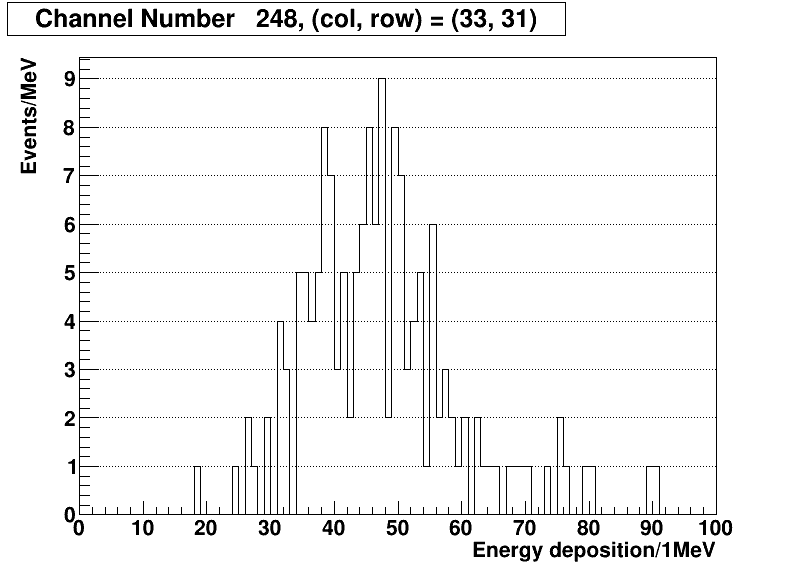 Channel Number 248, (col, row) = (33, 31)
Events/MeV
9
8
7
6
5
4
3
2
1
0
0 10 20 30 40 50 60 70 80 90 100
Energy deposition/1MeV